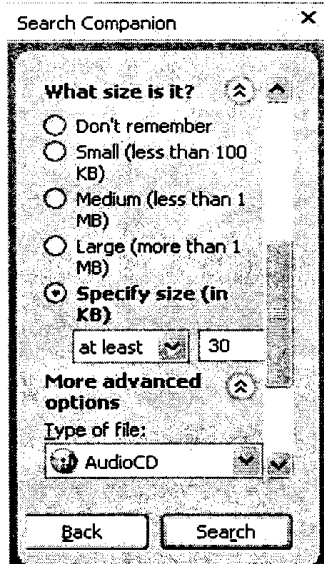 Search Companion
What size is it?
Don't remember
Small (less than 100
KB)
Medium (less than 1
MB)
Large (more than 1
MB)
Specify size (in
KB)
at least 30
More advanced
options
Type of file:
AudioCD
Back Search